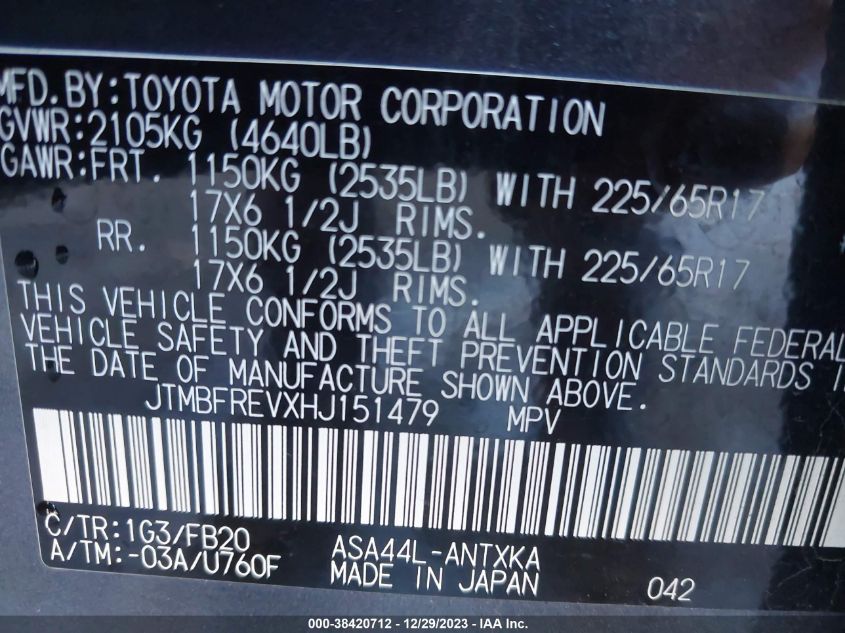 MFD. BY: TOYOTA MOTOR CORPORATION
GVWR: 2105KG (4640LB)
GAWR: FRT. 1150KG (2535LB) WITH 225/65R17
17X6 1/2J RIMS.
RR. 1150KG (2535LB) WITH 225/65R17
17X6 1/2J RIMS.
THIS VEHICLE CONFORMS TO ALL APPLICABLE FEDERAL
VEHICLE SAFETY AND THEFT PREVENTION STANDARDS
THE DATE OF MANUFACTURE SHOWN ABOVE.
JTMBFREVXHJ151479 MPV
C/TR: 1G3/FB20 ASA44L-ANTXKA
A/TM: -03A/U760F MADE IN JAPAN 042
000-38420712 - 12/29/2023 - IAA Inc.